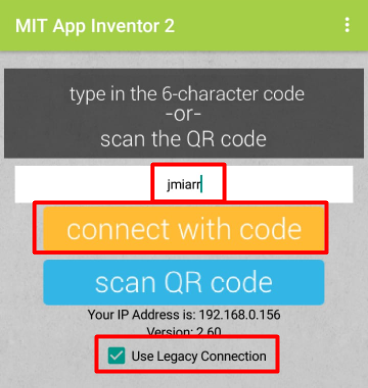 MIT App Inventor 2
type in the 6-character code
-or-
scan the QR code
jmiarr
connect with code
scan QR code
Your IP Address is: 192.168.0.156
Version: 2.60
Use Legacy Connection